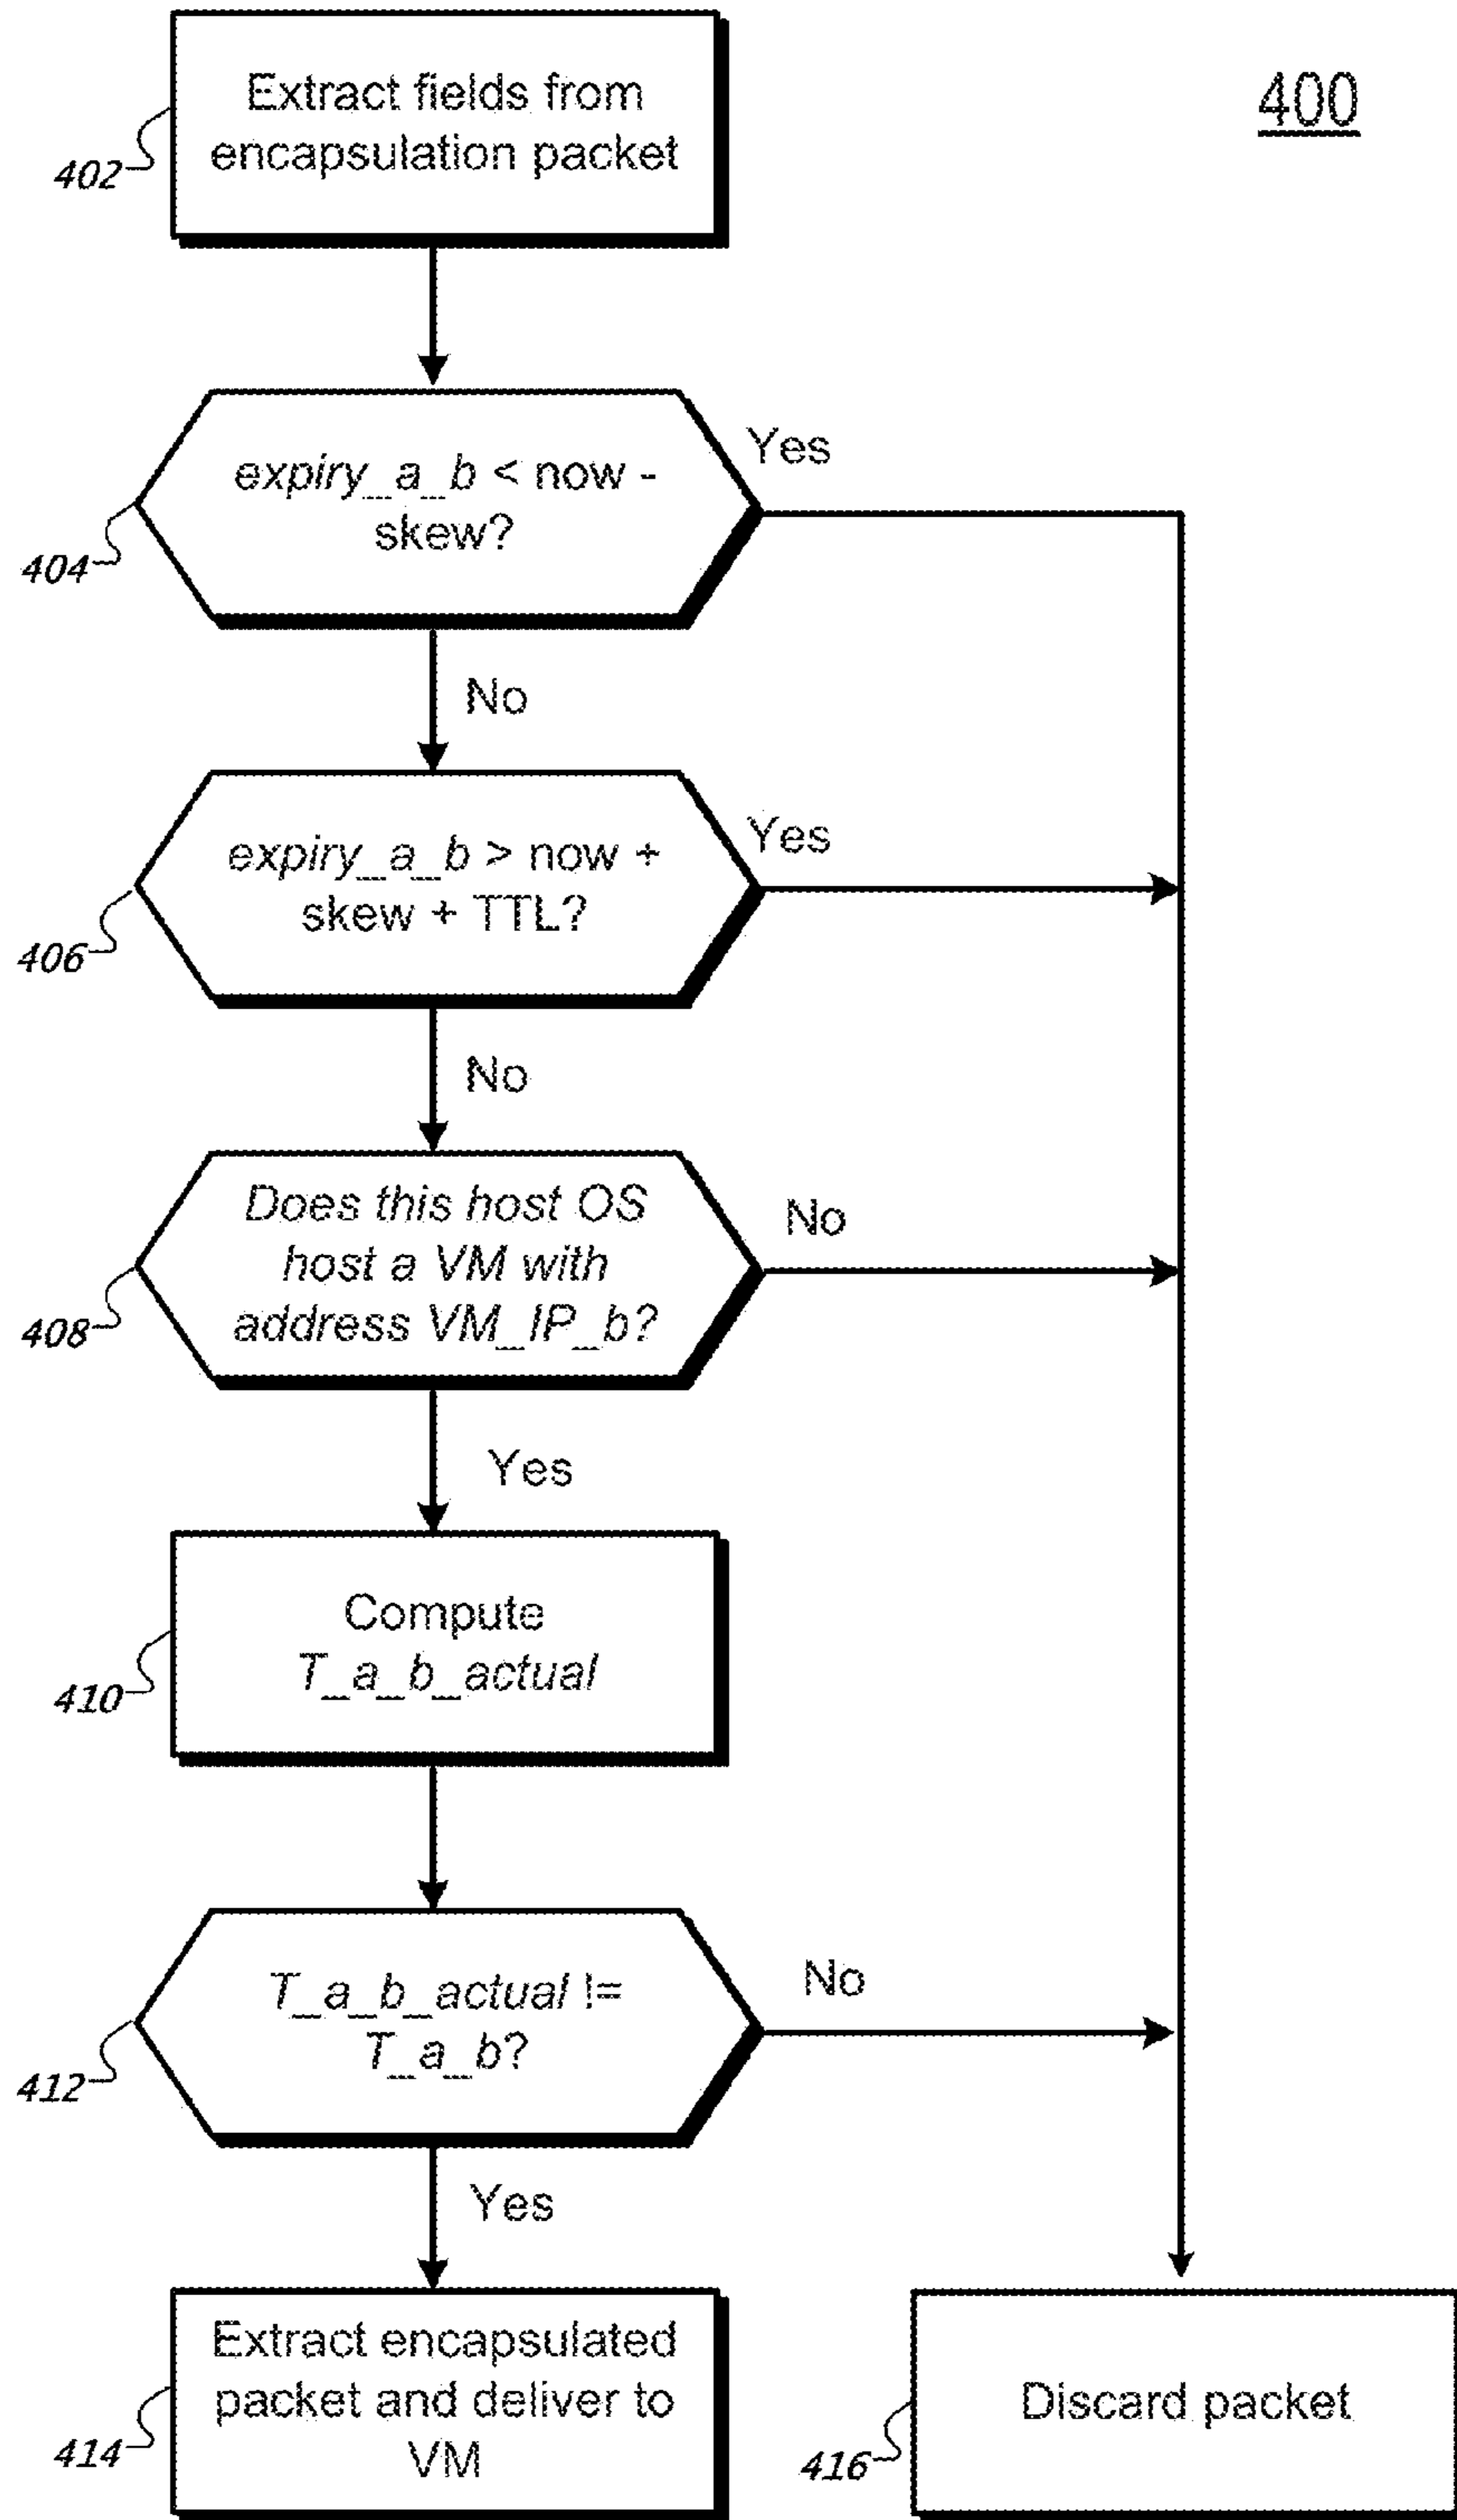 400
Extract fields from
encapsulation packet
402
expiry_a_b < now -
skew?
Yes
404
No
expiry_a_b > now +
skew + TTL?
Yes
406
No
Does this host OS
host a VM with
address VM_IP_b?
No
408
Yes
Compute
T_a_b_actual
410
T_a_b_actual !=
T_a_b?
No
412
Yes
Extract encapsulated
packet and deliver to
VM
414
Discard packet
416